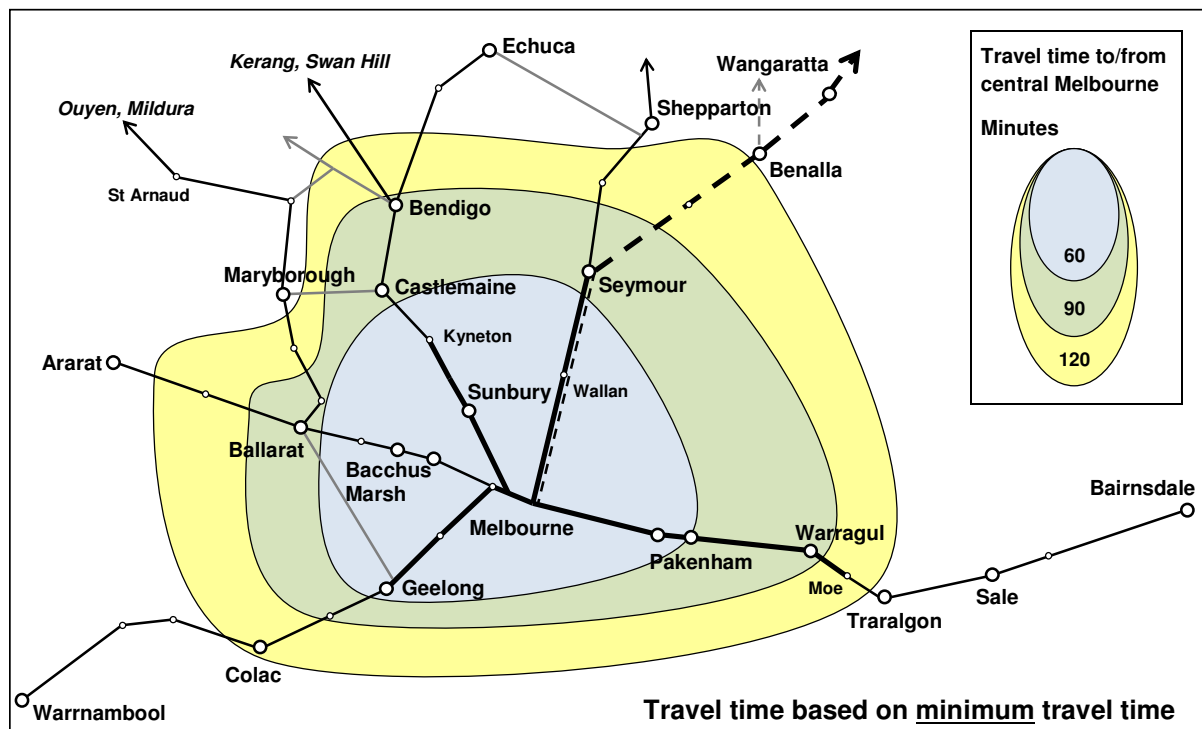 Echuca
Kerang, Swan Hill
Wangaratta
Ouyen, Mildura
Shepparton
Benalla
St Arnaud
Bendigo
Maryborough
Castlemaine
Seymour
Kyneton
Ararat
Sunbury
Wallan
Ballarat
Bacchus
Marsh
Melbourne
Bairnsdale
Warragul
Pakenham
Geelong
Moe
Sale
Traralgon
Colac
Warrnambool
Travel time to/from
central Melbourne
Minutes
60
90
120
Travel time based on minimum travel time